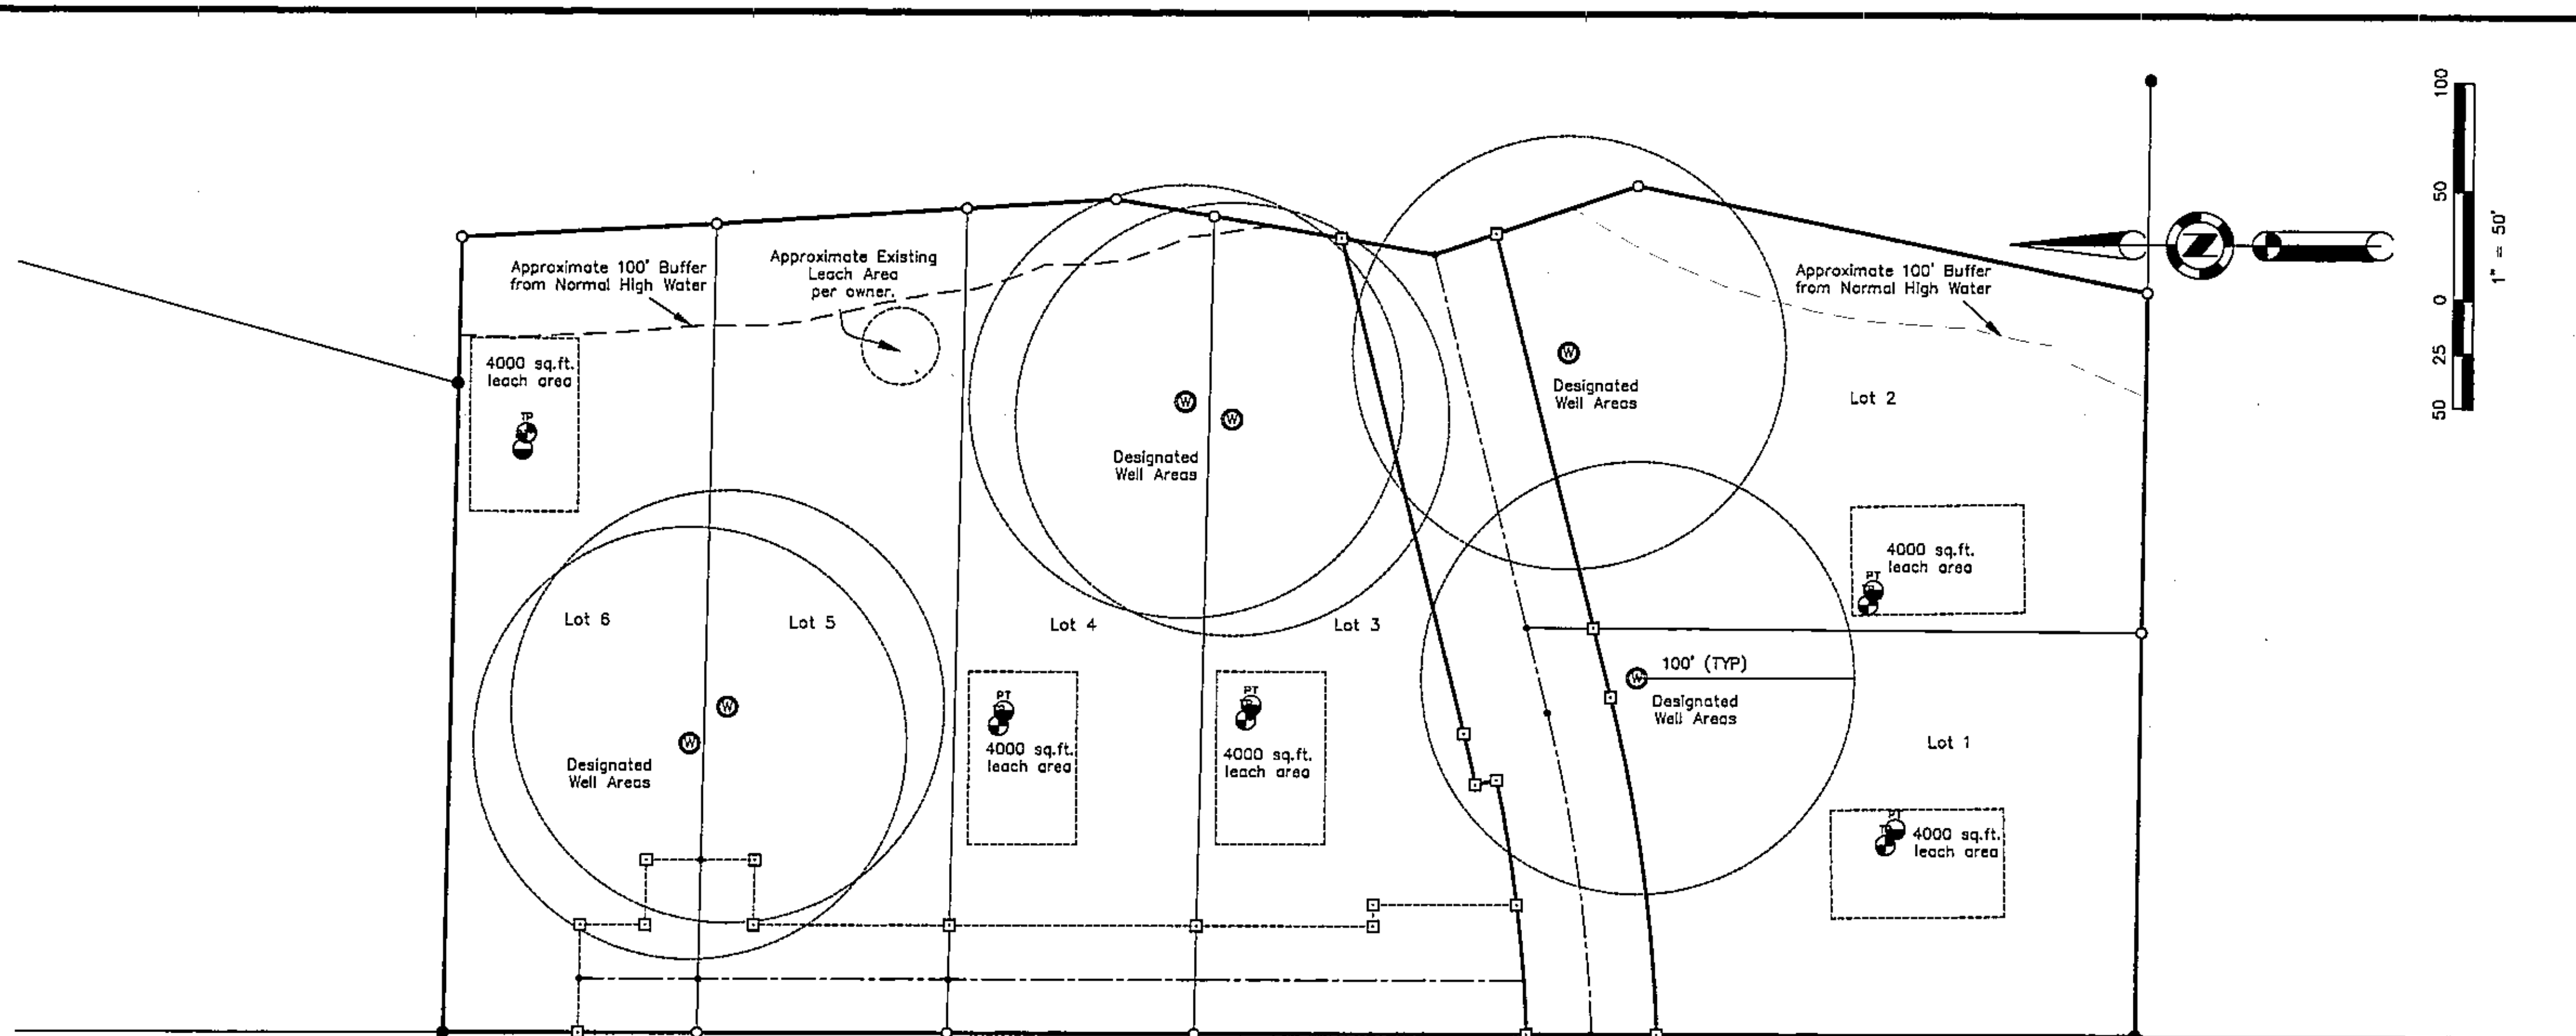 Approximate 100' Buffer
from Normal High Water
Approximate Existing
Leach Area
per owner.
Approximate 100' Buffer
from Normal High Water
100
50
0
25
50
1" = 50'
N
4000 sq.ft.
leach area
TP
W
W
Designated
Well Areas
W
Designated
Well Areas
Lot 2
4000 sq.ft.
leach area
PT
Lot 6
Lot 5
Lot 4
Lot 3
W
100' (TYP)
Designated
Well Areas
W
W
Designated
Well Areas
PT
4000 sq.ft.
leach area
PT
4000 sq.ft.
leach area
Lot 1
PT
4000 sq.ft.
leach area